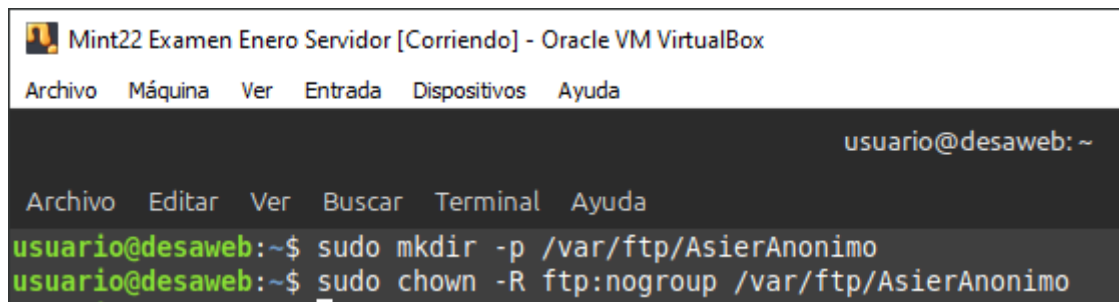 Mint22 Examen Enero Servidor [Corriendo] - Oracle VM VirtualBox
Archivo Máquina Ver Entrada Dispositivos Ayuda
usuario@desaweb: ~
Archivo Editar Ver Buscar Terminal Ayuda
usuario@desaweb:~$ sudo mkdir -p /var/ftp/AsierAnonimo
usuario@desaweb:~$ sudo chown -R ftp:nogroup /var/ftp/AsierAnonimo